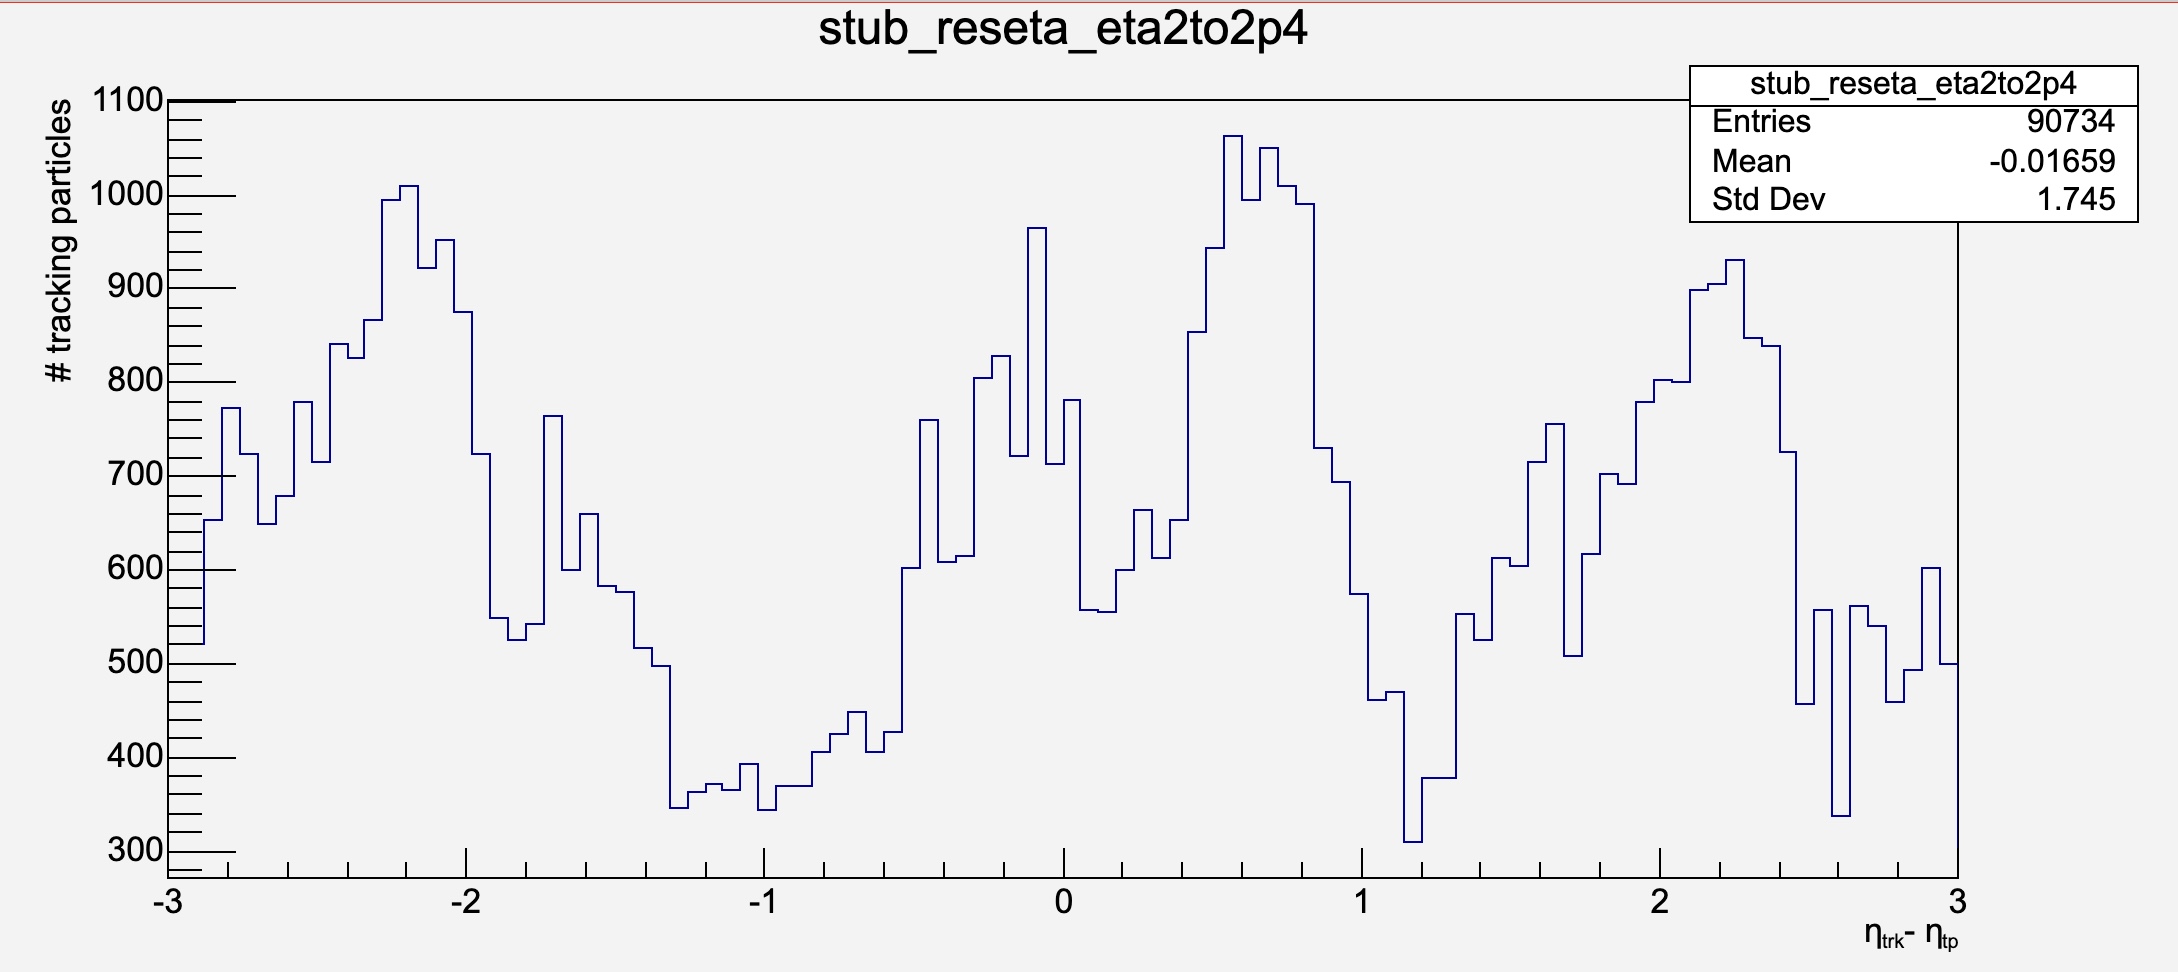 stub_reseta_eta2to2p4
stub_reseta_eta2to2p4
Entries 90734
Mean -0.01659
Std Dev 1.745
# tracking particles
1100
1000
900
800
700
600
500
400
300
-3 -2 -1 0 1 2 3
ηtrk- ηtp